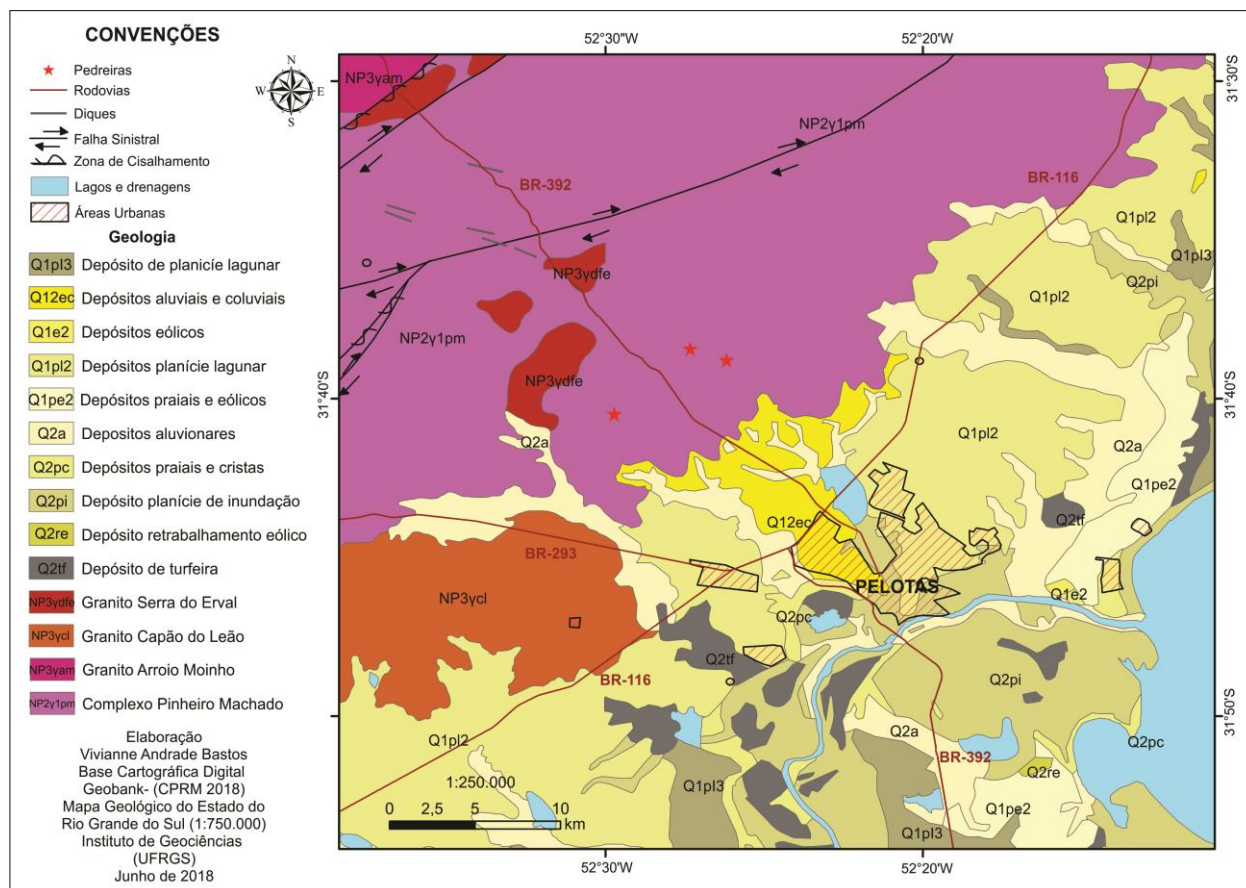 CONVENÇÕES
Pedreiras
Rodovias
Diques
Falha Sinistral
Zona de Cisalhamento
Lagos e drenagens
Áreas Urbanas
Geologia
Q1pl3 Depósito de planície lagunar
Q12ec Depósitos aluviais e coluviais
Q1e2 Depósitos eólicos
Q1pl2 Depósitos planície lagunar
Q1pe2 Depósitos praiais e eólicos
Q2a Depositos aluvionares
Q2pc Depósitos praiais e cristas
Q2pi Depósito planície de inundação
Q2re Depósito retrabalhamento eólico
Q2tf Depósito de turfeira
NP3γdfe Granito Serra do Erval
NP3γcl Granito Capão do Leão
NP3γam Granito Arroio Moinho
NP2γ1pm Complexo Pinheiro Machado
Elaboração
Vivianne Andrade Bastos
Base Cartográfica Digital
Geobank- (CPRM 2018)
Mapa Geológico do Estado do
Rio Grande do Sul (1:750.000)
Instituto de Geociências
(UFRGS)
Junho de 2018
N
W E
S
52°30'W
52°20'W
31°30'S
NP3γam
NP2γ1pm
BR-392
BR-116
Q1pl2
Q1pl3
Q2pi
NP3γdfe
Q1pl2
NP2γ1pm
NP3γdfe
31°40'S
31°40'S
Q2a
Q1pl2
Q2a
Q1pe2
Q12ec
Q2tf
BR-293
PELOTAS
Q1e2
NP3γcl
Q2pc
Q2tf
BR-116
Q2pi
31°50'S
Q1pl2
Q2a
Q2pc
BR-392
Q2re
1:250.000
0 2,5 5 10
km
Q1pl3
Q1pe2
Q1pl3
52°30'W
52°20'W